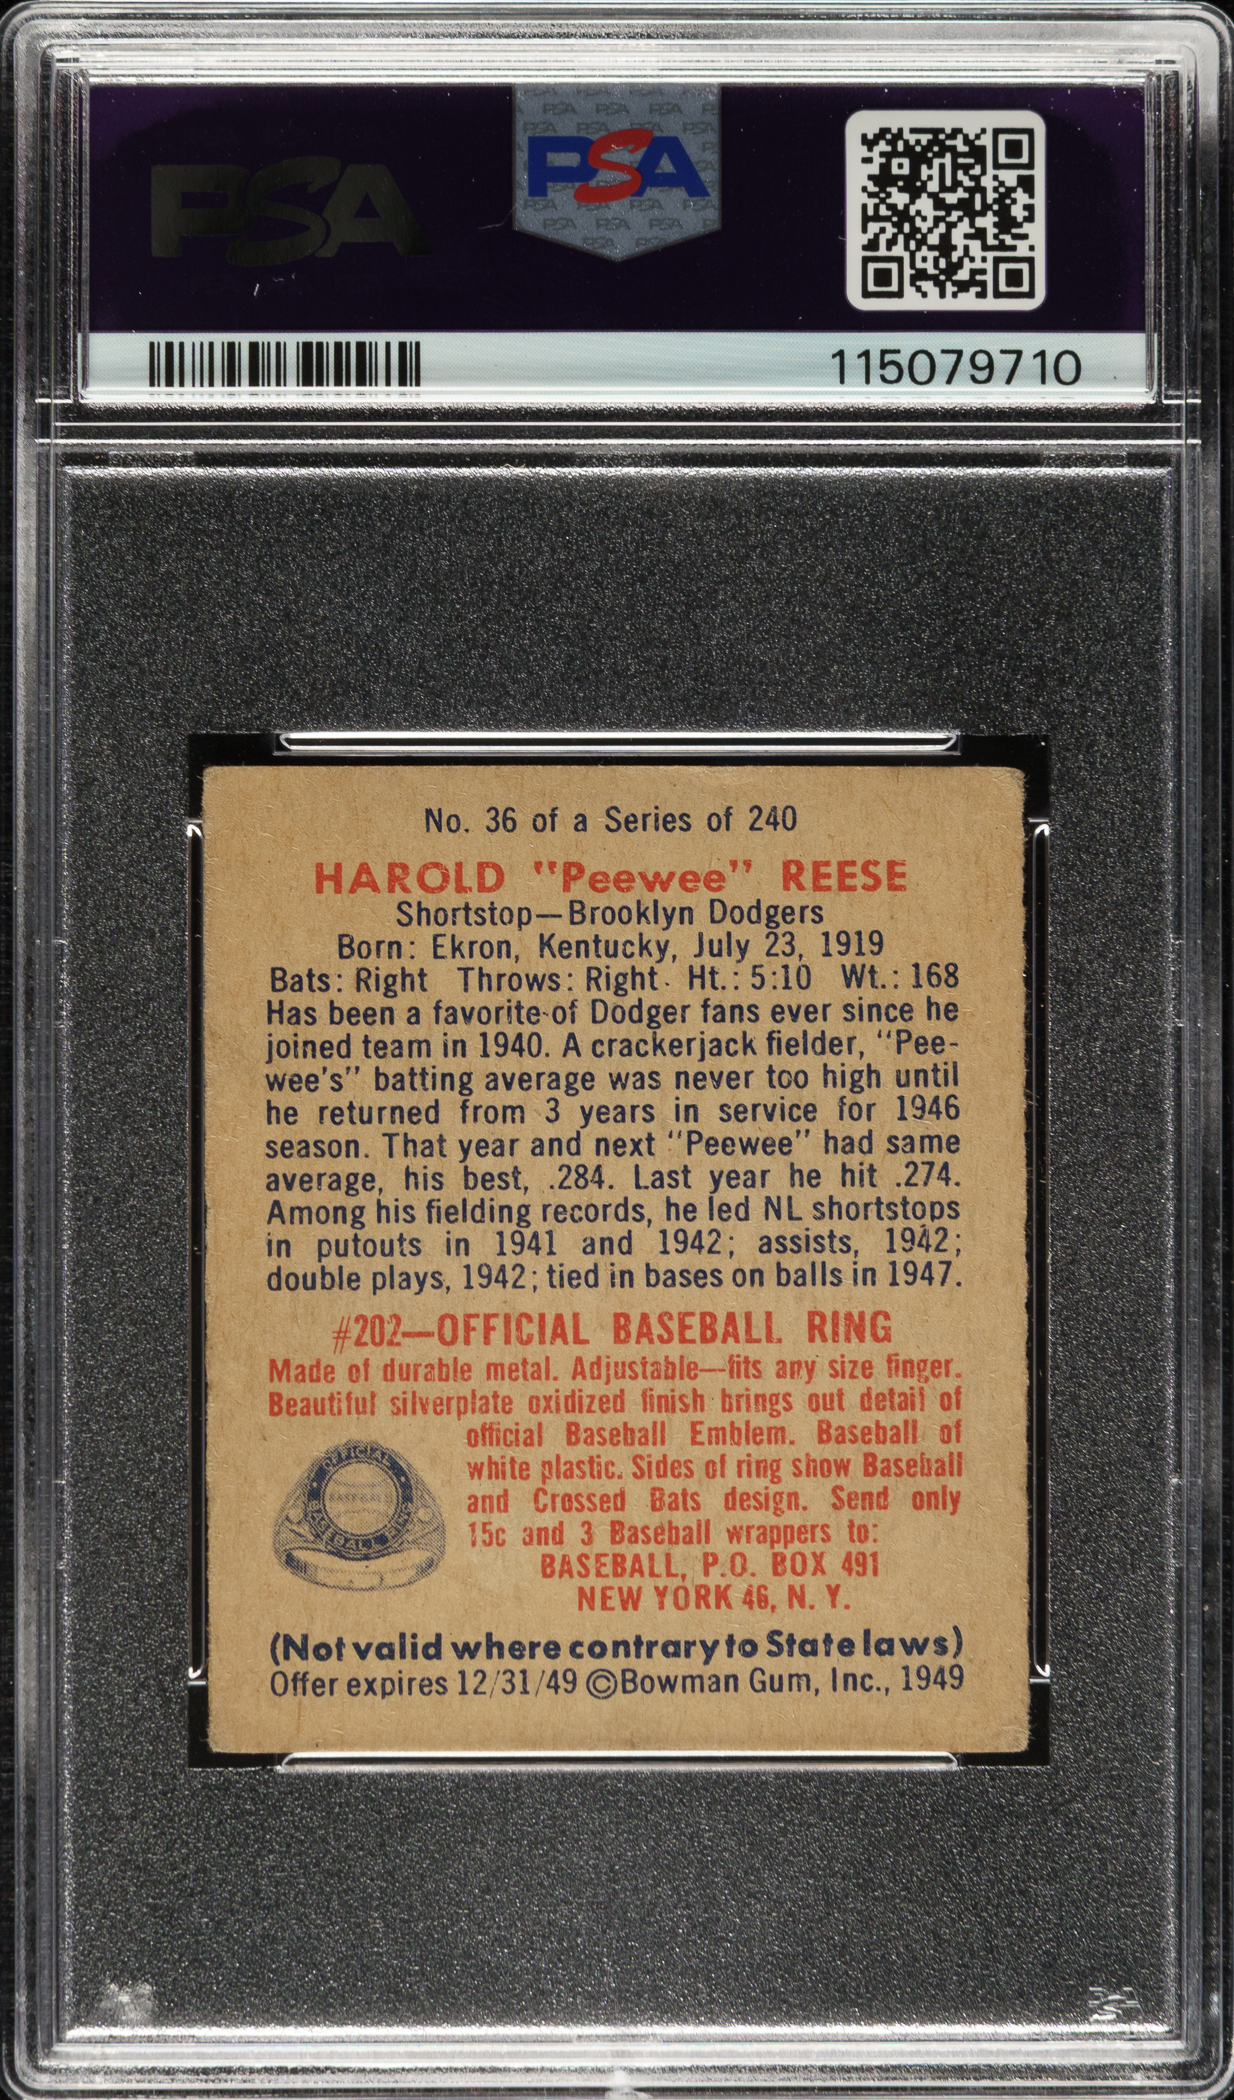 PSA
PSA
115079710
No. 36 of a Series of 240
HAROLD "Peewee" REESE
Shortstop—Brooklyn Dodgers
Born: Ekron, Kentucky, July 23, 1919
Bats: Right Throws: Right Ht.: 5:10 Wt.: 168
Has been a favorite of Dodger fans ever since he
joined team in 1940. A crackerjack fielder, "Pee-
wee's" batting average was never too high until
he returned from 3 years in service for 1946
season. That year and next "Peewee" had same
average, his best, .284. Last year he hit .274.
Among his fielding records, he led NL shortstops
in putouts in 1941 and 1942; assists, 1942;
double plays, 1942; tied in bases on balls in 1947.
#202—OFFICIAL BASEBALL RING
Made of durable metal. Adjustable—fits any size finger.
Beautiful silverplate oxidized finish brings out detail of
official Baseball Emblem. Baseball of
white plastic. Sides of ring show Baseball
and Crossed Bats design. Send only
15c and 3 Baseball wrappers to:
BASEBALL, P.O. BOX 491
NEW YORK 46, N. Y.
OFFICIAL
BASEBALL RING
(Not valid where contrary to State laws)
Offer expires 12/31/49 ©Bowman Gum, Inc., 1949